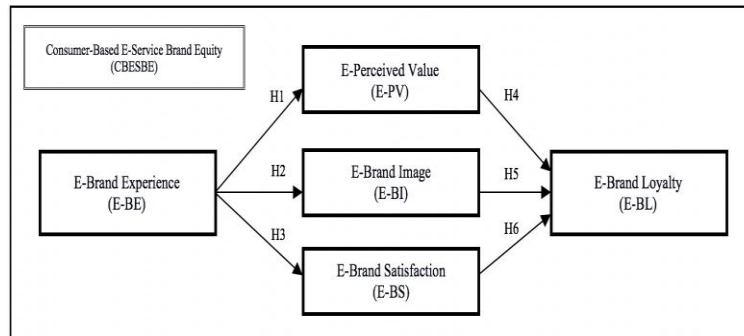 Consumer-Based E-Service Brand Equity
(CBESBE)
E-Perceived Value
(E-PV)
H1
H4
E-Brand Experience
(E-BE)
H2
E-Brand Image
(E-BI)
H5
E-Brand Loyalty
(E-BL)
H3
H6
E-Brand Satisfaction
(E-BS)